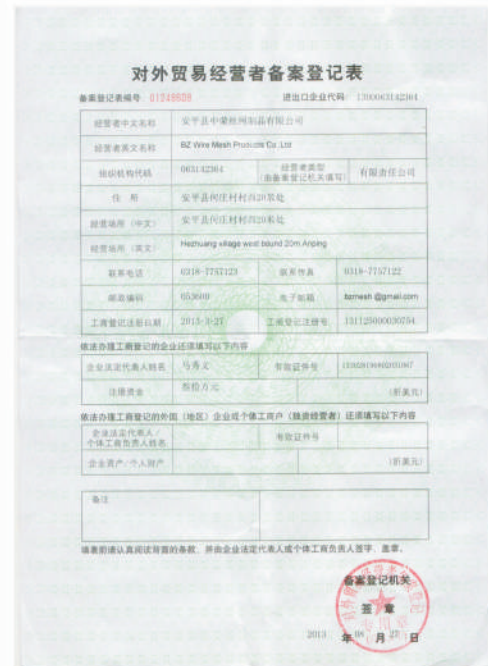 对外贸易经营者备案登记表
备案登记表编号 01248608 进出口企业代码: 1300063142364
经营者中文名称 安平县中蒙丝网制品有限公司
经营者英文名称 BZ Wire Mesh Products Co.,Ltd
组织机构代码 063142364 经营者类型 (由备案登记机关填写) 有限责任公司
住 所 安平县何庄村村西20米处
经营场所 (中文) 安平县何庄村村西20米处
经营场所 (英文) Hezhuang village west bound 20m Anping
联系电话 0318-7757123 联系传真 0318-7757122
邮政编码 053600 电子邮箱 bzmesh @gmail.com
工商登记注册日期 2013-3-27 工商登记注册号 131125000030754
依法办理工商登记的企业还须填写以下内容
企业法定代表人姓名 马秀文 有效证件号
注册资金 叁拾万元 (折美元)
依法办理工商登记的外国(地区)企业或个体工商户(独资经营者)还须填写以下内容
企业法定代表人/
个体工商负责人姓名 有效证件号
企业资产/个人财产 (折美元)
备注
填表前请认真阅读背面的条款,并由企业法定代表人或个体工商负责人签字、盖章。
备案登记机关
签 章
2013 年 08 月 27 日